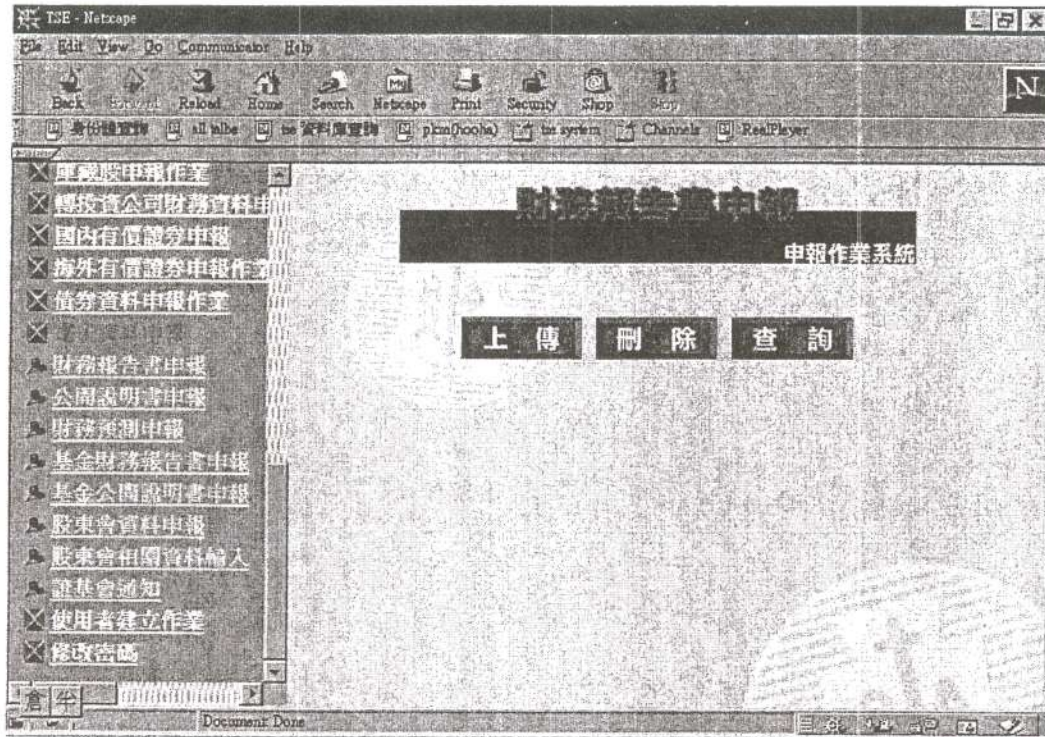 TSE - Netscape
File Edit View Go Communicator Help
Back Forward Reload Home Search Netscape Print Security Shop Stop
身份證查詢 all talbe tse 資料庫查詢 pkm(hooha) tse system Channels RealPlayer
庫藏股申報作業
轉投資公司財務資料申
國內有價證券申報
海外有價證券申報作業
債券資料申報作業
財務報告書申報
公開說明書申報
財務預測申報
基金財務報告書申報
基金公開說明書申報
股東會資料申報
股東會相關資料輸入
證基會通知
使用者建立作業
修改密碼
財務報告書申報
申報作業系統
上傳 刪除 查詢
倉 半
Document: Done